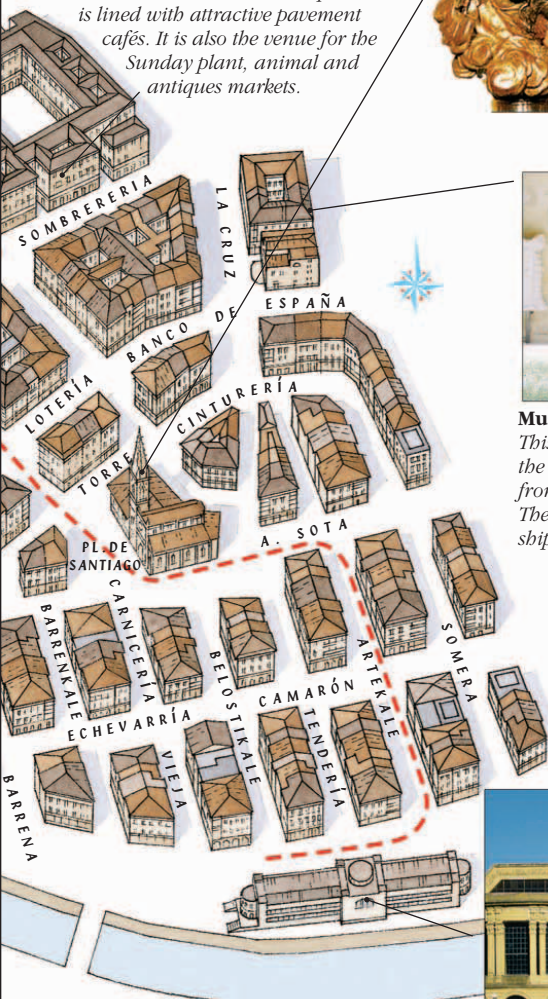 is lined with attractive pavement
cafés. It is also the venue for the
Sunday plant, animal and
antiques markets.
SOMBRERERIA
LA CRUZ
BANCO DE ESPAÑA
LOTERÍA
CINTURERÍA
TORRE
Mu
This
the
from
The
ship
A. SOTA
PL. DE
SANTIAGO
BARRENKALE
CARNICERÍA
VIEJA
BELOSTIKALE
ARTEKALE
SOMERA
CAMARÓN
ECHEVARRÍA
TENDERÍA
BARRENA